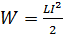 W = LI²/2